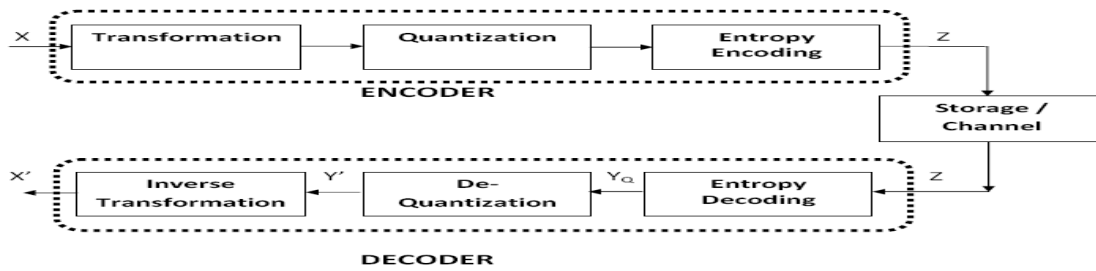 X
Transformation
Quantization
Entropy
Encoding
Z
ENCODER
Storage /
Channel
X'
Inverse
Transformation
Y'
De-
Quantization
YQ
Entropy
Decoding
Z
DECODER